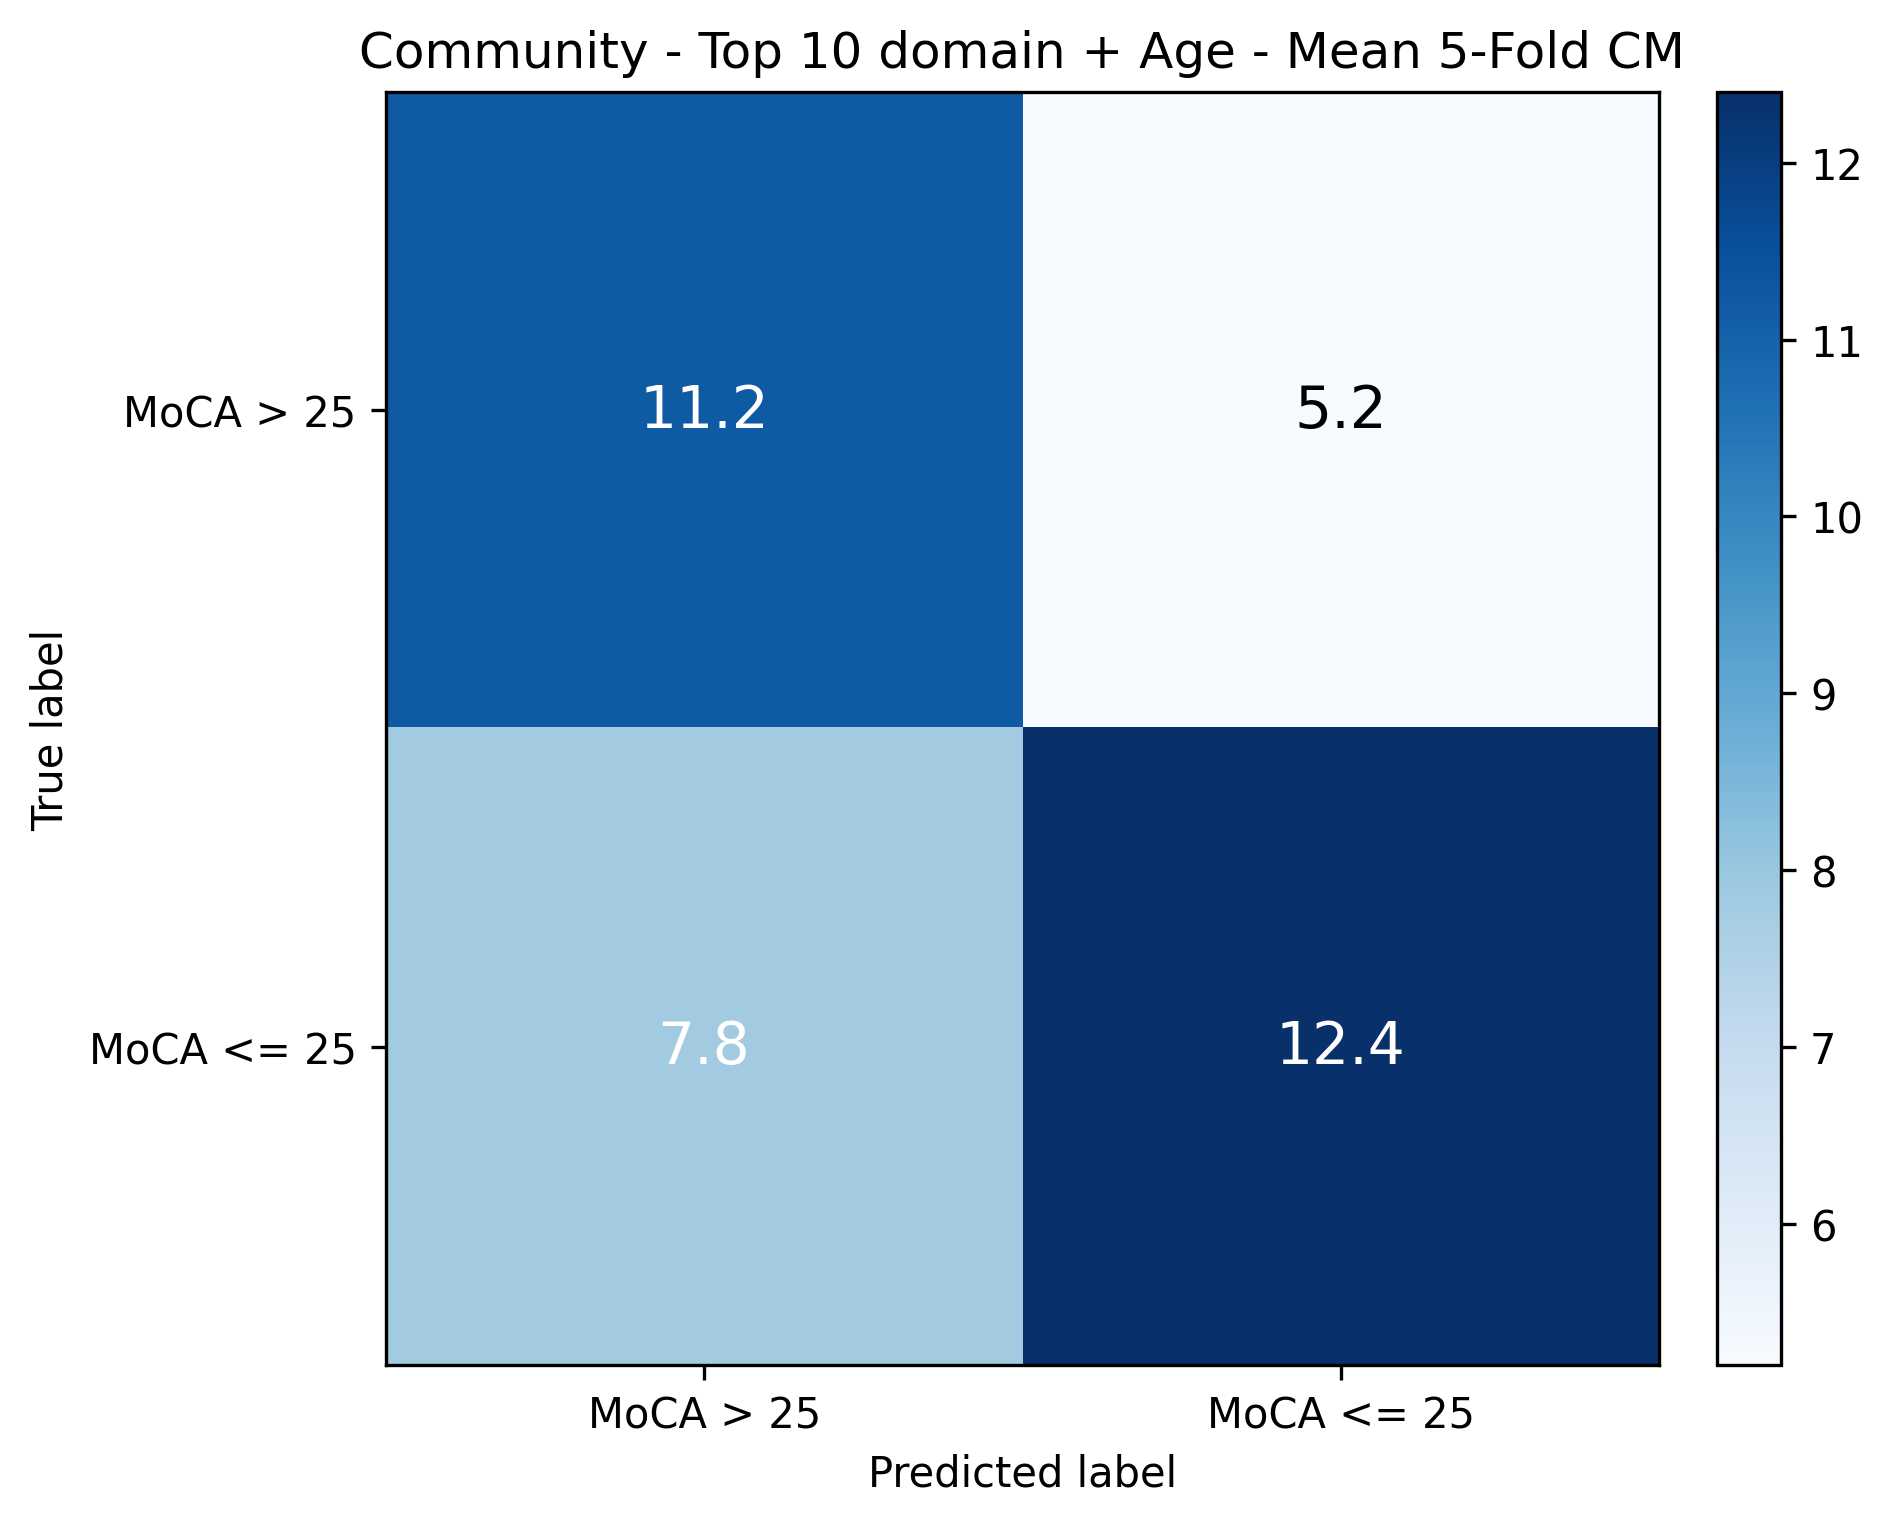 Community - Top 10 domain + Age - Mean 5-Fold CM
True label
MoCA > 25
MoCA <= 25
11.2
5.2
7.8
12.4
MoCA > 25
MoCA <= 25
Predicted label
12
11
10
9
8
7
6